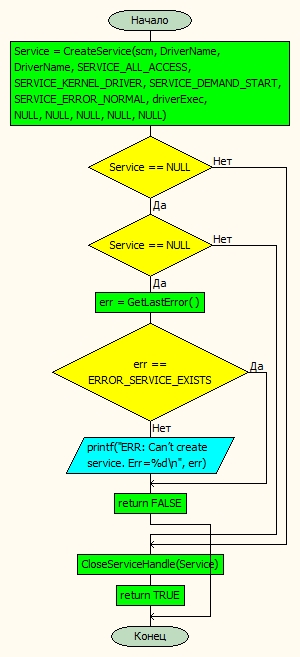 Начало
Service = CreateService(scm, DriverName,
DriverName, SERVICE_ALL_ACCESS,
SERVICE_KERNEL_DRIVER, SERVICE_DEMAND_START,
SERVICE_ERROR_NORMAL, driverExec,
NULL, NULL, NULL, NULL, NULL)
Service == NULL
Нет
Да
Service == NULL
Нет
Да
err = GetLastError( )
err ==
ERROR_SERVICE_EXISTS
Да
Нет
printf("ERR: Can't create
service. Err=%d\n", err)
return FALSE
CloseServiceHandle(Service)
return TRUE
Конец